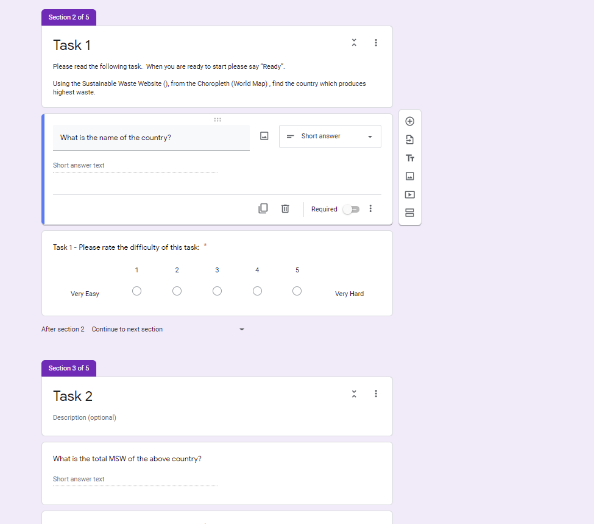 Section 2 of 5
Task 1
Please read the following task. When you are ready to start please say "Ready".
Using the Sustainable Waste Website (), from the Choropleth (World Map) , find the country which produces
highest waste.
What is the name of the country?
Short answer
Short answer text
Required
Task 1 - Please rate the difficulty of this task: *
1 2 3 4 5
Very Easy Very Hard
After section 2 Continue to next section
Section 3 of 5
Task 2
Description (optional)
What is the total MSW of the above country?
Short answer text